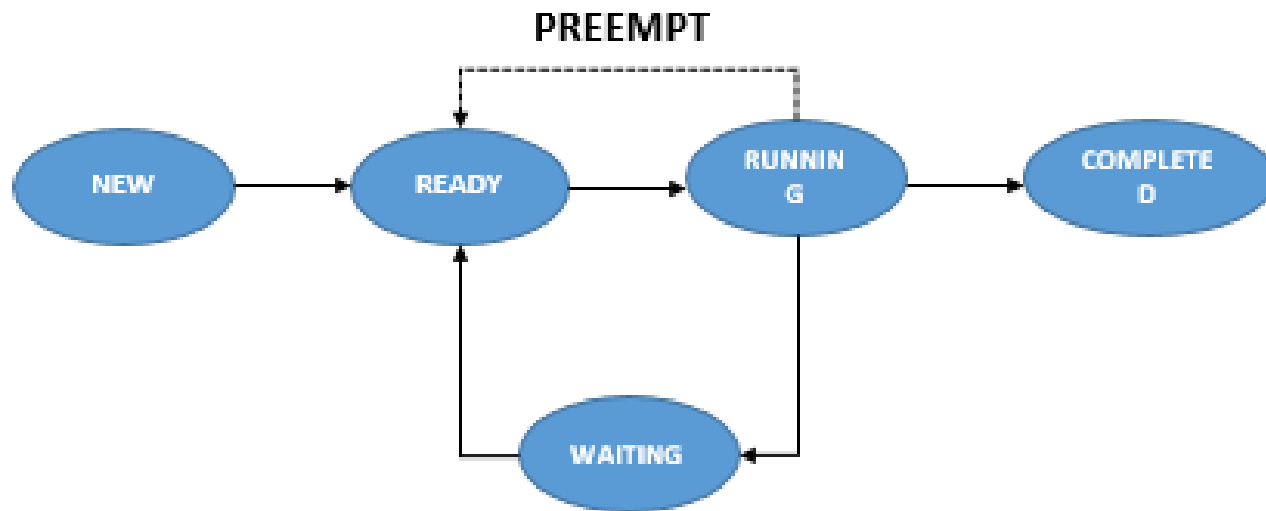 PREEMPT
NEW
READY
RUNNIN
G
COMPLETE
D
WAITING